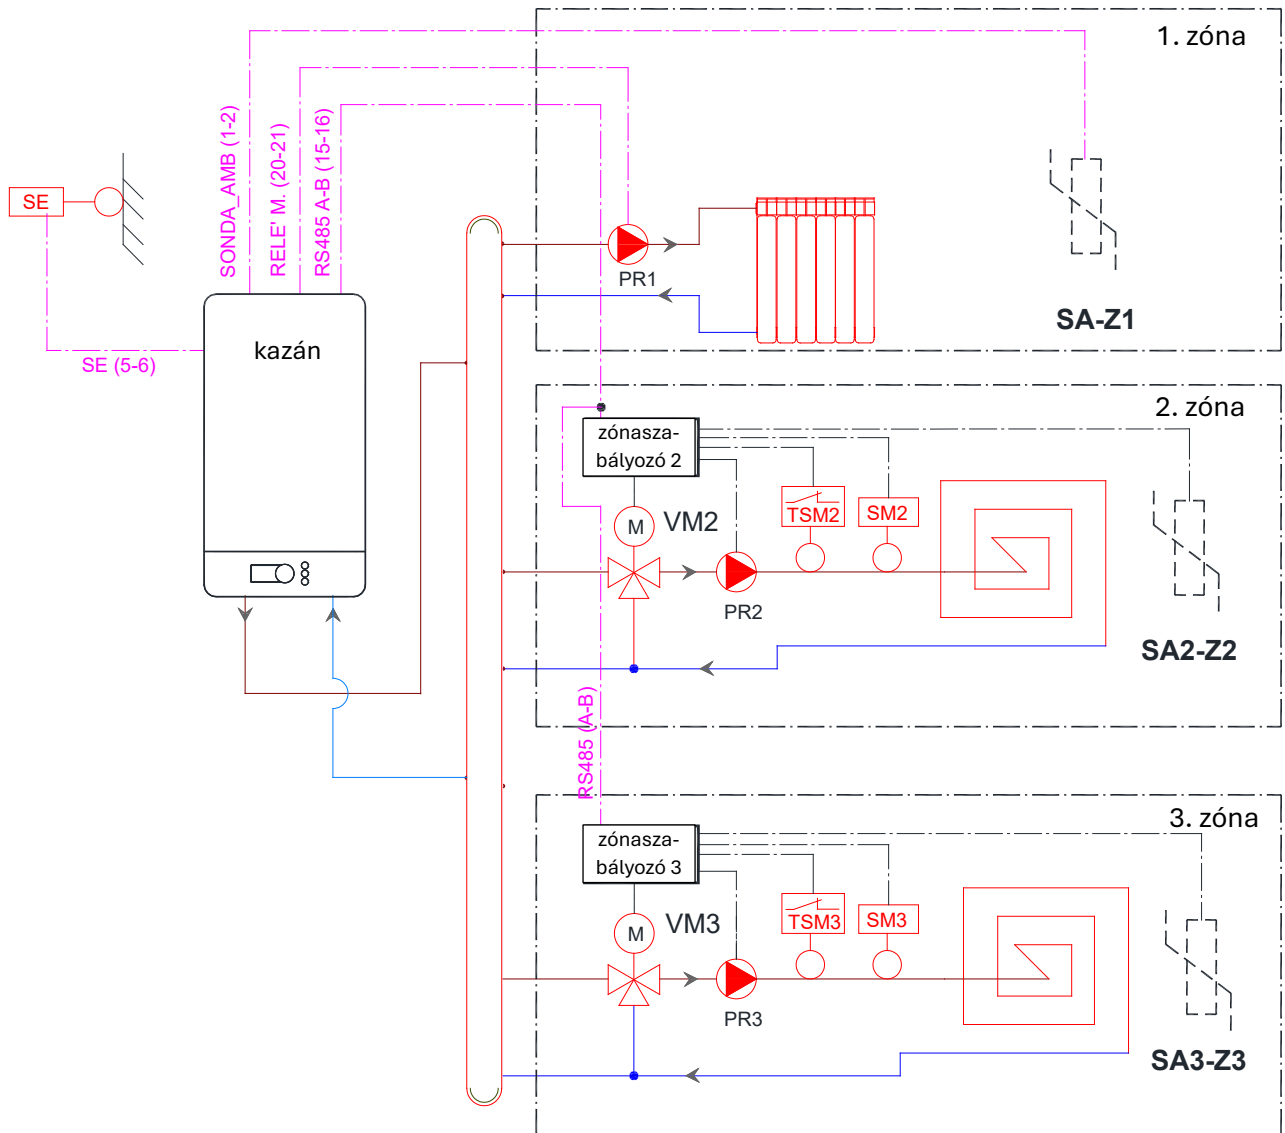 1. zóna
SONDA_AMB (1-2)
RELE' M. (20-21)
RS485 A-B (15-16)
SE
PR1
SA-Z1
kazán
SE (5-6)
2. zóna
zónasza-
bályozó 2
TSM2
SM2
M
VM2
PR2
SA2-Z2
RS485 (A-B)
3. zóna
zónasza-
bályozó 3
TSM3
SM3
M
VM3
PR3
SA3-Z3